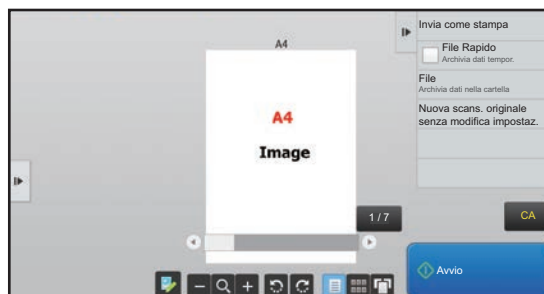 A4
A4
Image
1 / 7
Invia come stampa
File Rapido
Archivia dati tempor.
File
Archivia dati nella cartella
Nuova scans. originale
senza modifica impostaz.
CA
Avvio